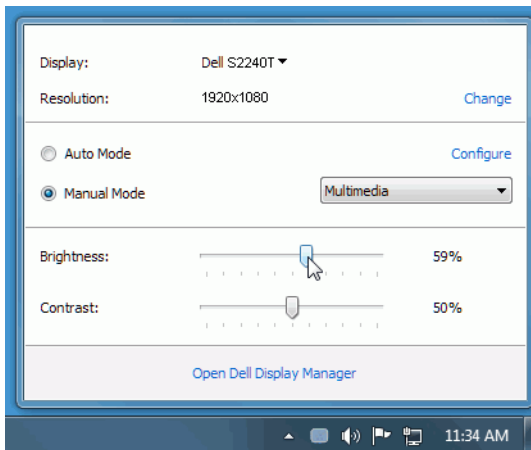 Display: Dell S2240T
Resolution: 1920x1080 Change
Auto Mode Configure
Manual Mode Multimedia
Brightness: 59%
Contrast: 50%
Open Dell Display Manager
11:34 AM